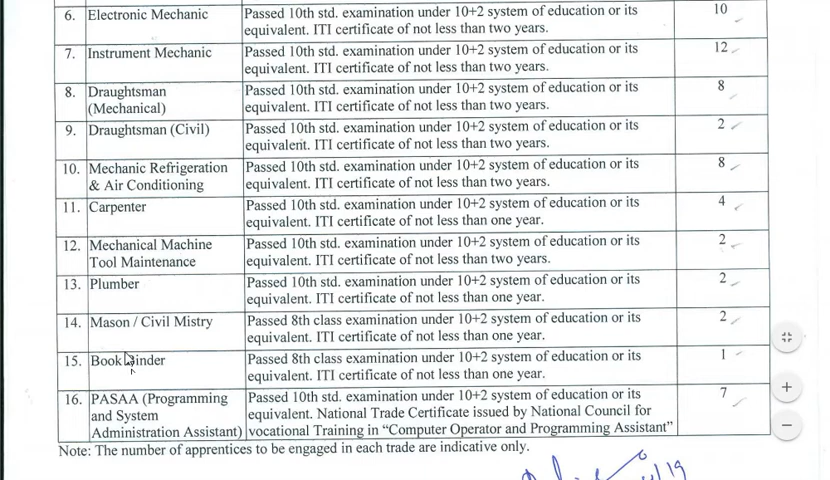 6. Electronic Mechanic Passed 10th std. examination under 10+2 system of education or its 10
equivalent. ITI certificate of not less than two years.
7. Instrument Mechanic Passed 10th std. examination under 10+2 system of education or its 12
equivalent. ITI certificate of not less than two years.
8. Draughtsman Passed 10th std. examination under 10+2 system of education or its 8
(Mechanical) equivalent. ITI certificate of not less than two years.
9. Draughtsman (Civil) Passed 10th std. examination under 10+2 system of education or its 2
equivalent. ITI certificate of not less than two years.
10. Mechanic Refrigeration Passed 10th std. examination under 10+2 system of education or its 8
& Air Conditioning equivalent. ITI certificate of not less than two years.
11. Carpenter Passed 10th std. examination under 10+2 system of education or its 4
equivalent. ITI certificate of not less than one year.
12. Mechanical Machine Passed 10th std. examination under 10+2 system of education or its 2
Tool Maintenance equivalent. ITI certificate of not less than two years.
13. Plumber Passed 10th std. examination under 10+2 system of education or its 2
equivalent. ITI certificate of not less than one year.
14. Mason / Civil Mistry Passed 8th class examination under 10+2 system of education or its 2
equivalent. ITI certificate of not less than one year.
15. Book Binder Passed 8th class examination under 10+2 system of education or its 1
equivalent. ITI certificate of not less than one year.
16. PASAA (Programming Passed 10th std. examination under 10+2 system of education or its 7
and System equivalent. National Trade Certificate issued by National Council for
Administration Assistant) vocational Training in “Computer Operator and Programming Assistant”
Note: The number of apprentices to be engaged in each trade are indicative only.